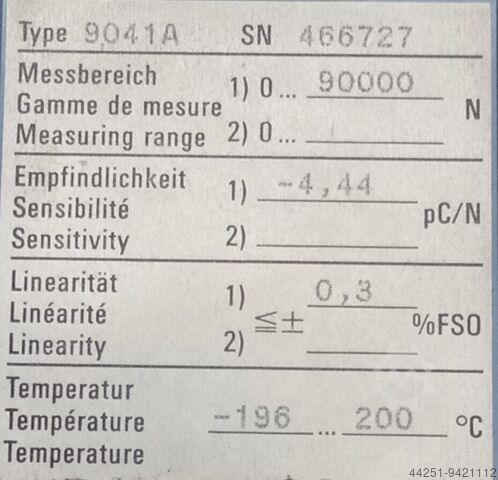 Type 9041A SN 466727
Messbereich
Gamme de mesure 1) 0... 90000 N
Measuring range 2) 0...
Empfindlichkeit 1) -4,44
Sensibilité pC/N
Sensitivity 2)
Linearität 1) 0,3
Linéarité ≦± %FSO
Linearity 2)
Temperatur
Température -196 ... 200 °C
Temperature
44251-9421112